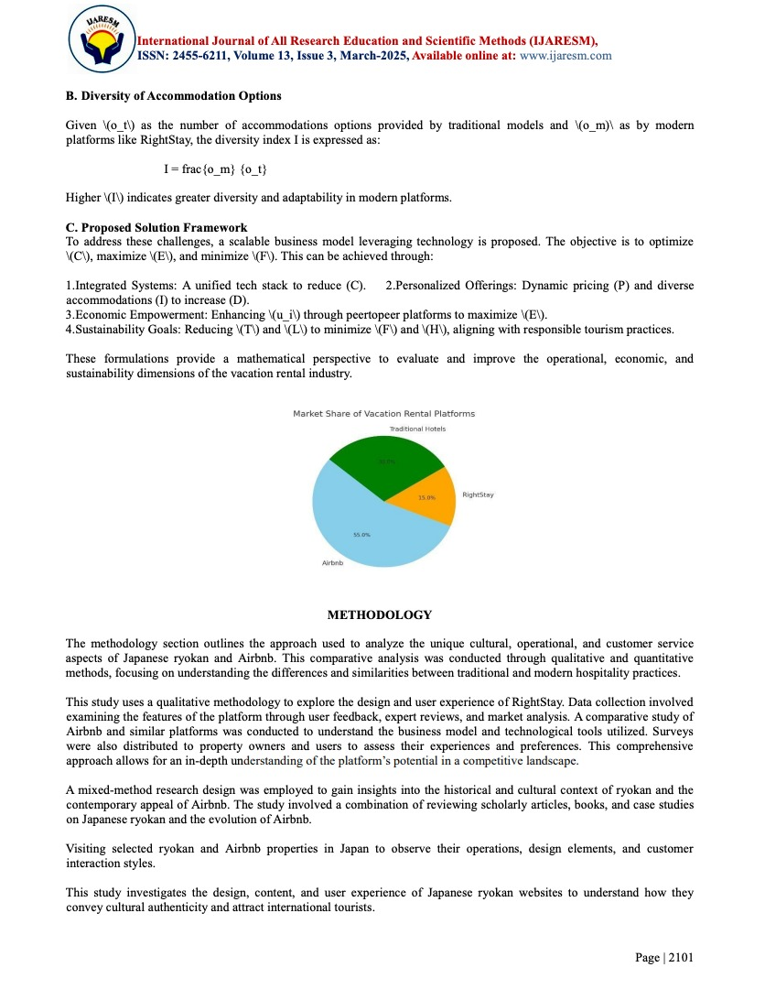 IJARESM
International Journal of All Research Education and Scientific Methods (IJARESM),
ISSN: 2455-6211, Volume 13, Issue 3, March-2025, Available online at: www.ijaresm.com
B. Diversity of Accommodation Options
Given \(o_t\) as the number of accommodations options provided by traditional models and \(o_m)\ as by modern
platforms like RightStay, the diversity index I is expressed as:
I = frac{o_m} {o_t}
Higher \(I\) indicates greater diversity and adaptability in modern platforms.
C. Proposed Solution Framework
To address these challenges, a scalable business model leveraging technology is proposed. The objective is to optimize
\(C\), maximize \(E\), and minimize \(F\). This can be achieved through:
1.Integrated Systems: A unified tech stack to reduce (C). 2.Personalized Offerings: Dynamic pricing (P) and diverse
accommodations (I) to increase (D).
3.Economic Empowerment: Enhancing \(u_i\) through peertopeer platforms to maximize \(E\).
4.Sustainability Goals: Reducing \(T\) and \(L\) to minimize \(F\) and \(H\), aligning with responsible tourism practices.
These formulations provide a mathematical perspective to evaluate and improve the operational, economic, and
sustainability dimensions of the vacation rental industry.
Market Share of Vacation Rental Platforms
Traditional Hotels
RightStay
15.0%
55.0%
Airbnb
METHODOLOGY
The methodology section outlines the approach used to analyze the unique cultural, operational, and customer service
aspects of Japanese ryokan and Airbnb. This comparative analysis was conducted through qualitative and quantitative
methods, focusing on understanding the differences and similarities between traditional and modern hospitality practices.
This study uses a qualitative methodology to explore the design and user experience of RightStay. Data collection involved
examining the features of the platform through user feedback, expert reviews, and market analysis. A comparative study of
Airbnb and similar platforms was conducted to understand the business model and technological tools utilized. Surveys
were also distributed to property owners and users to assess their experiences and preferences. This comprehensive
approach allows for an in-depth understanding of the platform's potential in a competitive landscape.
A mixed-method research design was employed to gain insights into the historical and cultural context of ryokan and the
contemporary appeal of Airbnb. The study involved a combination of reviewing scholarly articles, books, and case studies
on Japanese ryokan and the evolution of Airbnb.
Visiting selected ryokan and Airbnb properties in Japan to observe their operations, design elements, and customer
interaction styles.
This study investigates the design, content, and user experience of Japanese ryokan websites to understand how they
convey cultural authenticity and attract international tourists.
Page | 2101